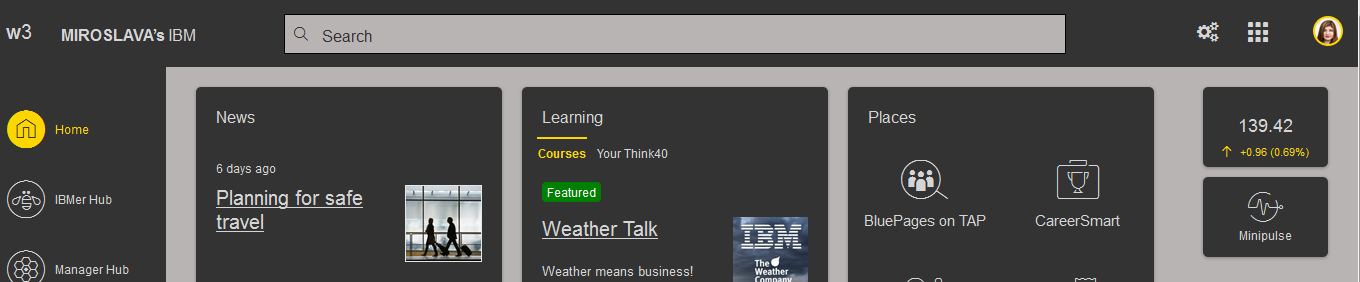 w3
MIROSLAVA's IBM
Search
Home
IBMer Hub
Manager Hub
News
6 days ago
Planning for safe
travel
Learning
Courses Your Think40
Featured
Weather Talk
Weather means business!
IBM
The
Weather
Company
Places
BluePages on TAP
CareerSmart
139.42
+0.96 (0.69%)
Minipulse